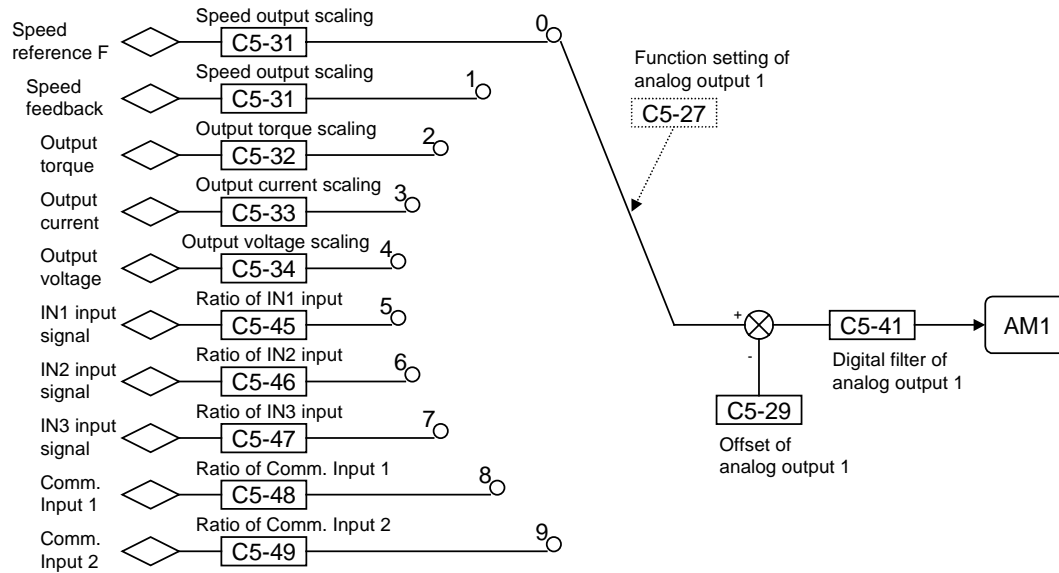 Speed
reference F
Speed output scaling
C5-31
0
Speed
feedback
Speed output scaling
C5-31
1
Output
torque
Output torque scaling
C5-32
2
Output
current
Output current scaling
C5-33
3
Output
voltage
Output voltage scaling
C5-34
4
IN1 input
signal
Ratio of IN1 input
C5-45
5
IN2 input
signal
Ratio of IN2 input
C5-46
6
IN3 input
signal
Ratio of IN3 input
C5-47
7
Comm.
Input 1
Ratio of Comm. Input 1
C5-48
8
Comm.
Input 2
Ratio of Comm. Input 2
C5-49
9
Function setting of
analog output 1
C5-27
+
-
C5-41
Digital filter of
analog output 1
AM1
C5-29
Offset of
analog output 1